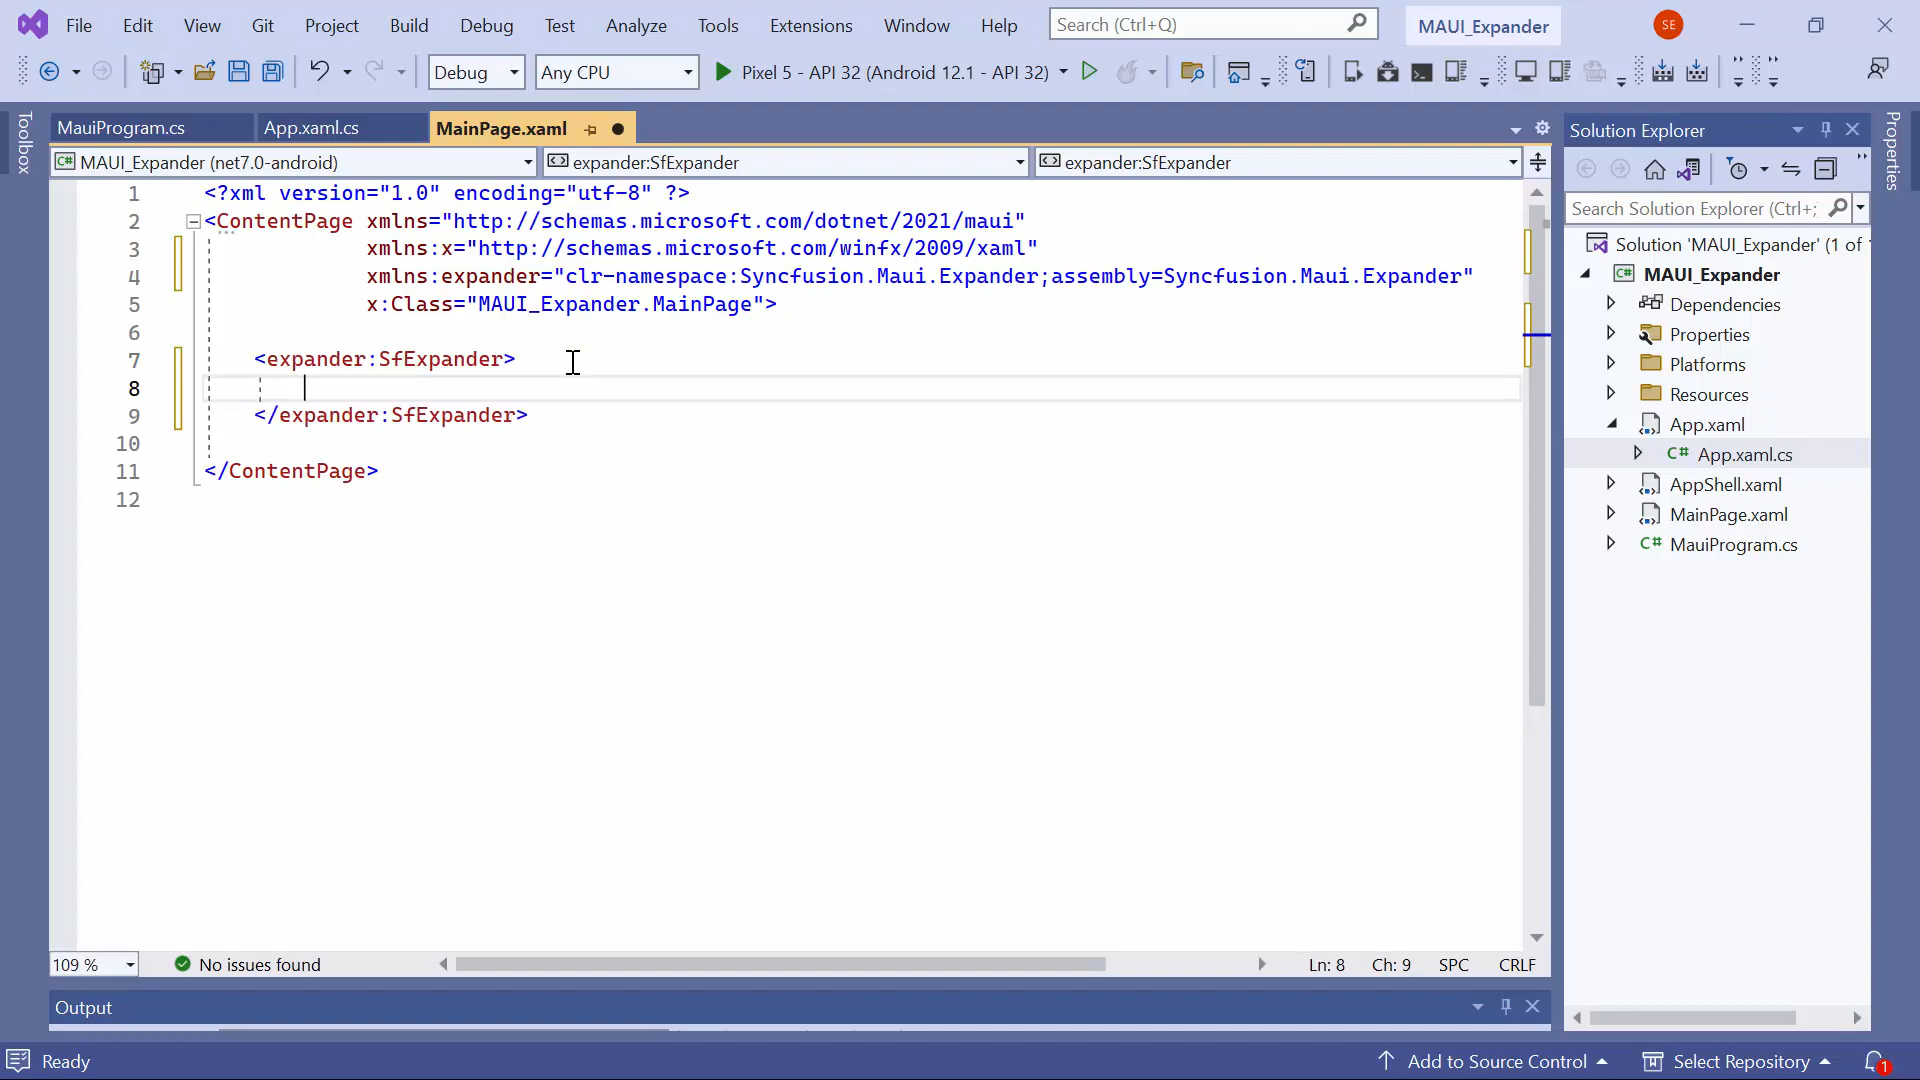 File Edit View Git Project Build Debug Test Analyze Tools Extensions Window Help Search (Ctrl+Q) MAUI_Expander SE
Debug Any CPU Pixel 5 - API 32 (Android 12.1 - API 32)
Toolbox
MauiProgram.cs App.xaml.cs MainPage.xaml
MAUI_Expander (net7.0-android) expander:SfExpander expander:SfExpander
1 <?xml version="1.0" encoding="utf-8" ?>
2 <ContentPage xmlns="http://schemas.microsoft.com/dotnet/2021/maui"
3 xmlns:x="http://schemas.microsoft.com/winfx/2009/xaml"
4 xmlns:expander="clr-namespace:Syncfusion.Maui.Expander;assembly=Syncfusion.Maui.Expander"
5 x:Class="MAUI_Expander.MainPage">
6
7 <expander:SfExpander>
8
9 </expander:SfExpander>
10
11 </ContentPage>
12
109 % No issues found Ln: 8 Ch: 9 SPC CRLF
Output
Solution Explorer
Search Solution Explorer (Ctrl+;
Solution 'MAUI_Expander' (1 of 1
MAUI_Expander
Dependencies
Properties
Platforms
Resources
App.xaml
App.xaml.cs
AppShell.xaml
MainPage.xaml
MauiProgram.cs
Properties
Ready Add to Source Control Select Repository 1